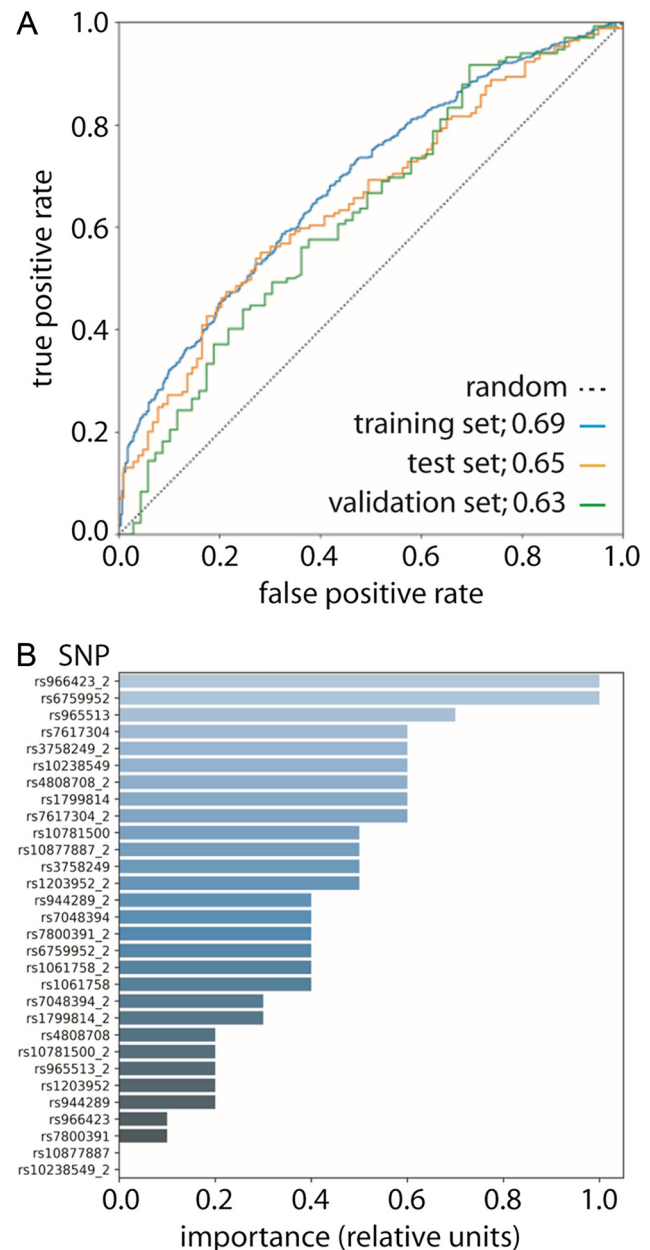 A
1.0
0.8
0.6
0.4
0.2
0.0
true positive rate
random
training set; 0.69
test set; 0.65
validation set; 0.63
0.0 0.2 0.4 0.6 0.8 1.0
false positive rate
B SNP
rs966423_2
rs6759952
rs965513
rs7617304
rs3758249_2
rs10238549
rs4808708_2
rs1799814
rs7617304_2
rs10781500
rs10877887_2
rs3758249
rs1203952_2
rs944289_2
rs7048394
rs7800391_2
rs6759952_2
rs1061758_2
rs1061758
rs7048394_2
rs1799814_2
rs4808708
rs10781500_2
rs965513_2
rs1203952
rs944289
rs966423
rs7800391
rs10877887
rs10238549_2
0.0 0.2 0.4 0.6 0.8 1.0
importance (relative units)